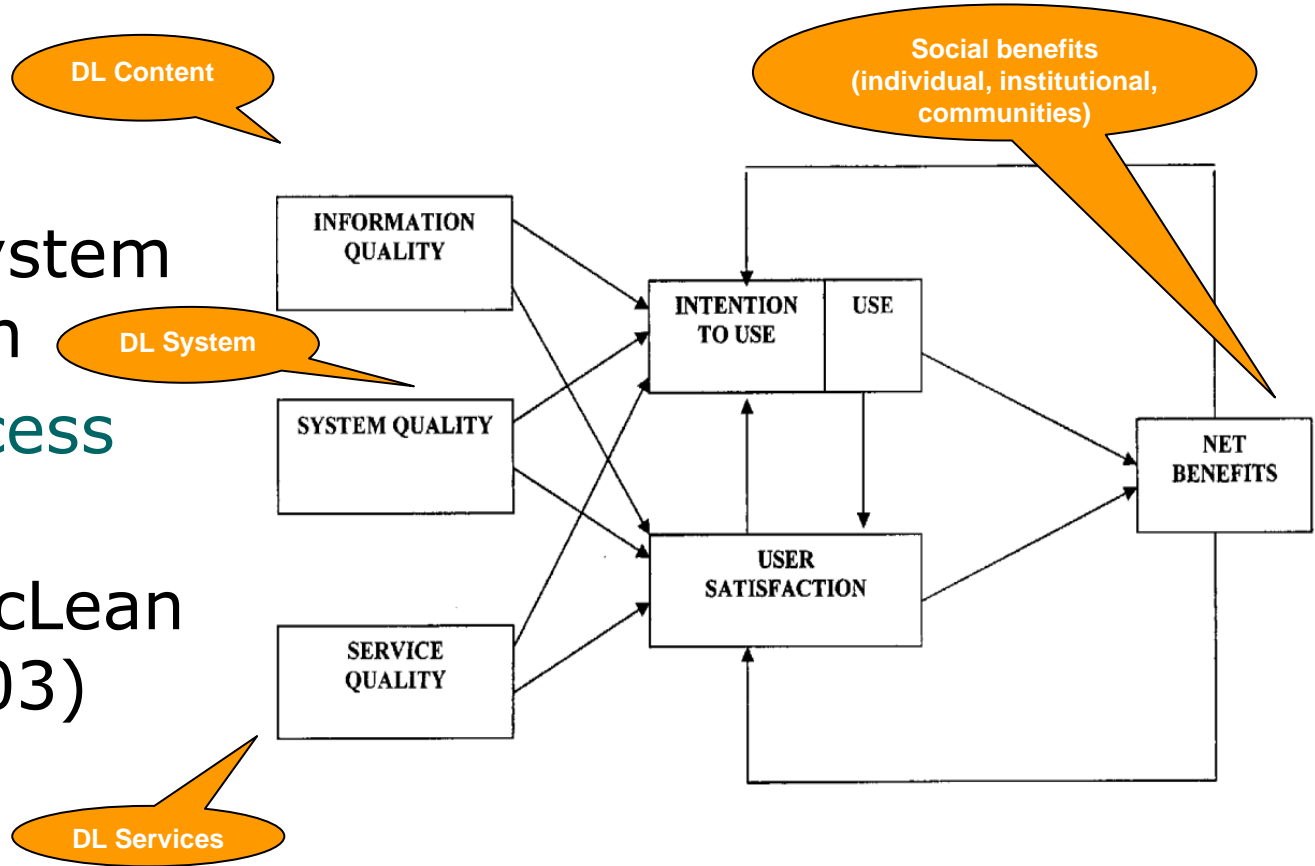 DL Content
Social benefits
(individual, institutional,
communities)
ystem
DL System
cess
cLean
03)
DL Services
INFORMATION
QUALITY
SYSTEM QUALITY
SERVICE
QUALITY
INTENTION
TO USE
USE
USER
SATISFACTION
NET
BENEFITS